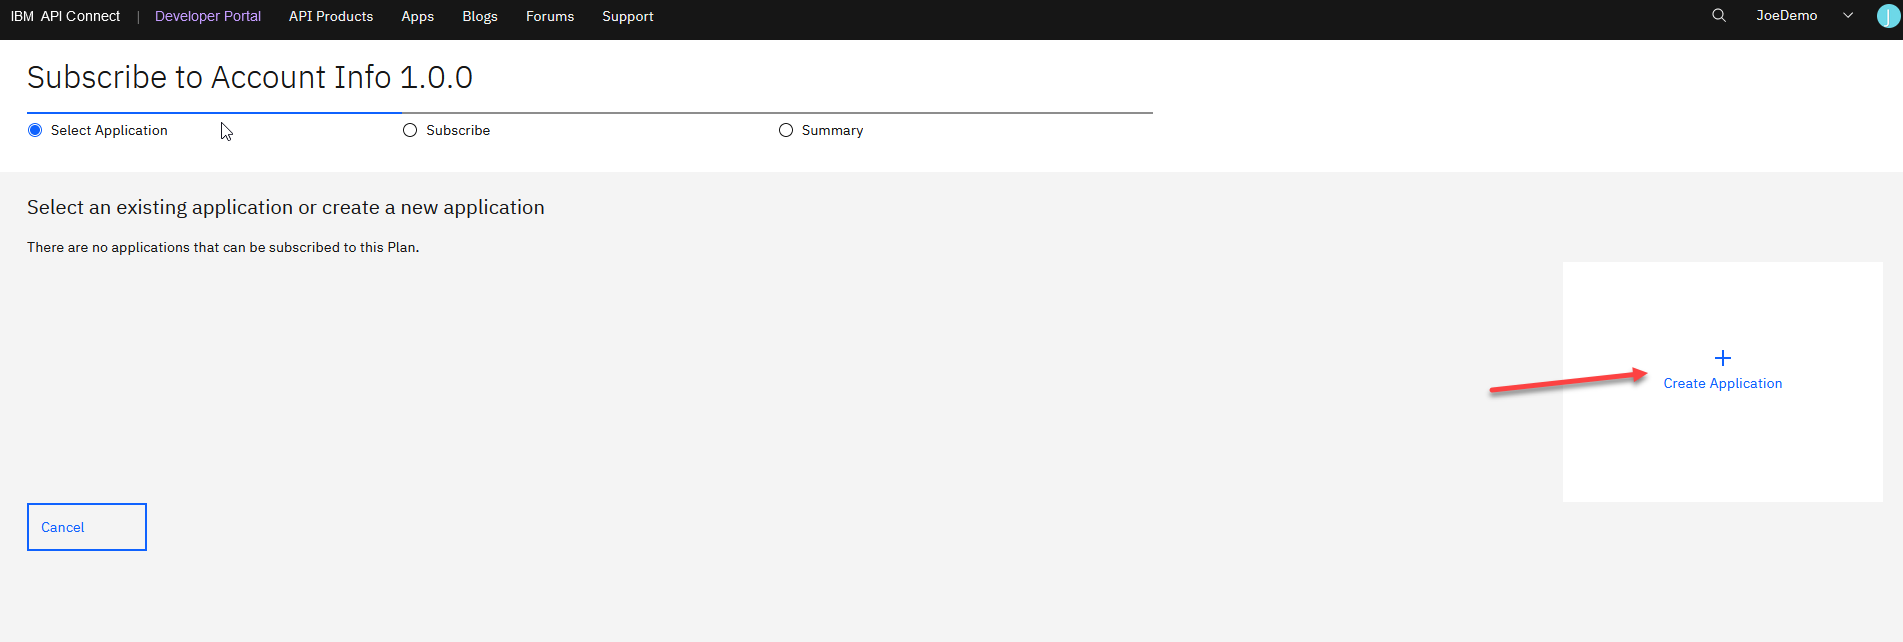 IBM API Connect | Developer Portal API Products Apps Blogs Forums Support JoeDemo J
Subscribe to Account Info 1.0.0
Select Application Subscribe Summary
Select an existing application or create a new application
There are no applications that can be subscribed to this Plan.
+
Create Application
Cancel